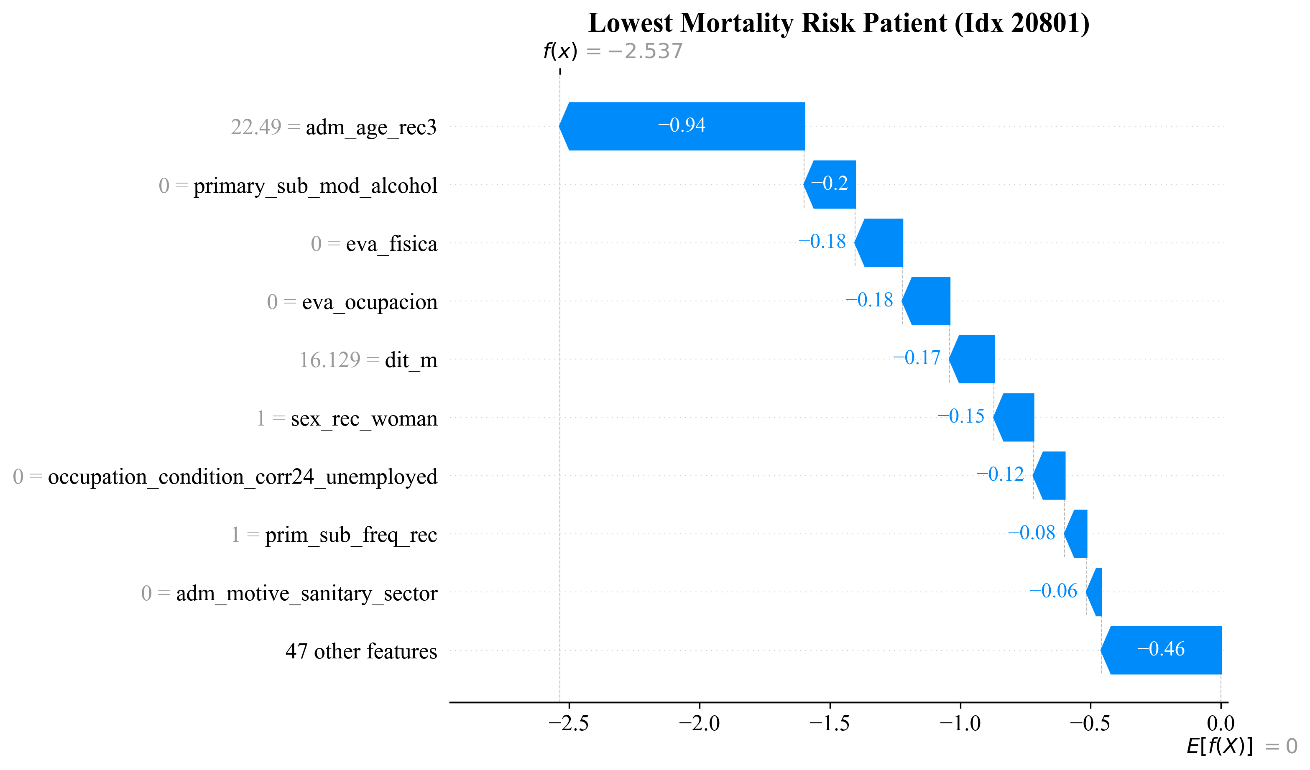 Lowest Mortality Risk Patient (Idx 20801)
f(x) = −2.537
22.49 = adm_age_rec3
−0.94
0 = primary_sub_mod_alcohol
−0.2
0 = eva_fisica
−0.18
0 = eva_ocupacion
−0.18
16.129 = dit_m
−0.17
1 = sex_rec_woman
−0.15
0 = occupation_condition_corr24_unemployed
−0.12
1 = prim_sub_freq_rec
−0.08
0 = adm_motive_sanitary_sector
−0.06
47 other features
−0.46
−2.5 −2.0 −1.5 −1.0 −0.5 0.0
E[f(X)] = 0